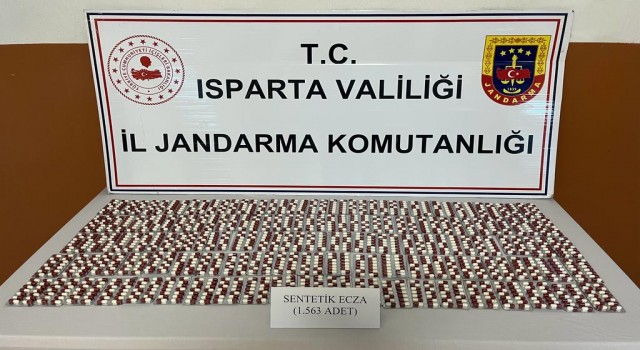 T.C.
ISPARTA VALİLİĞİ
İL JANDARMA KOMUTANLIĞI
JANDARMA
SENTETİK ECZA
(1.563 ADET)